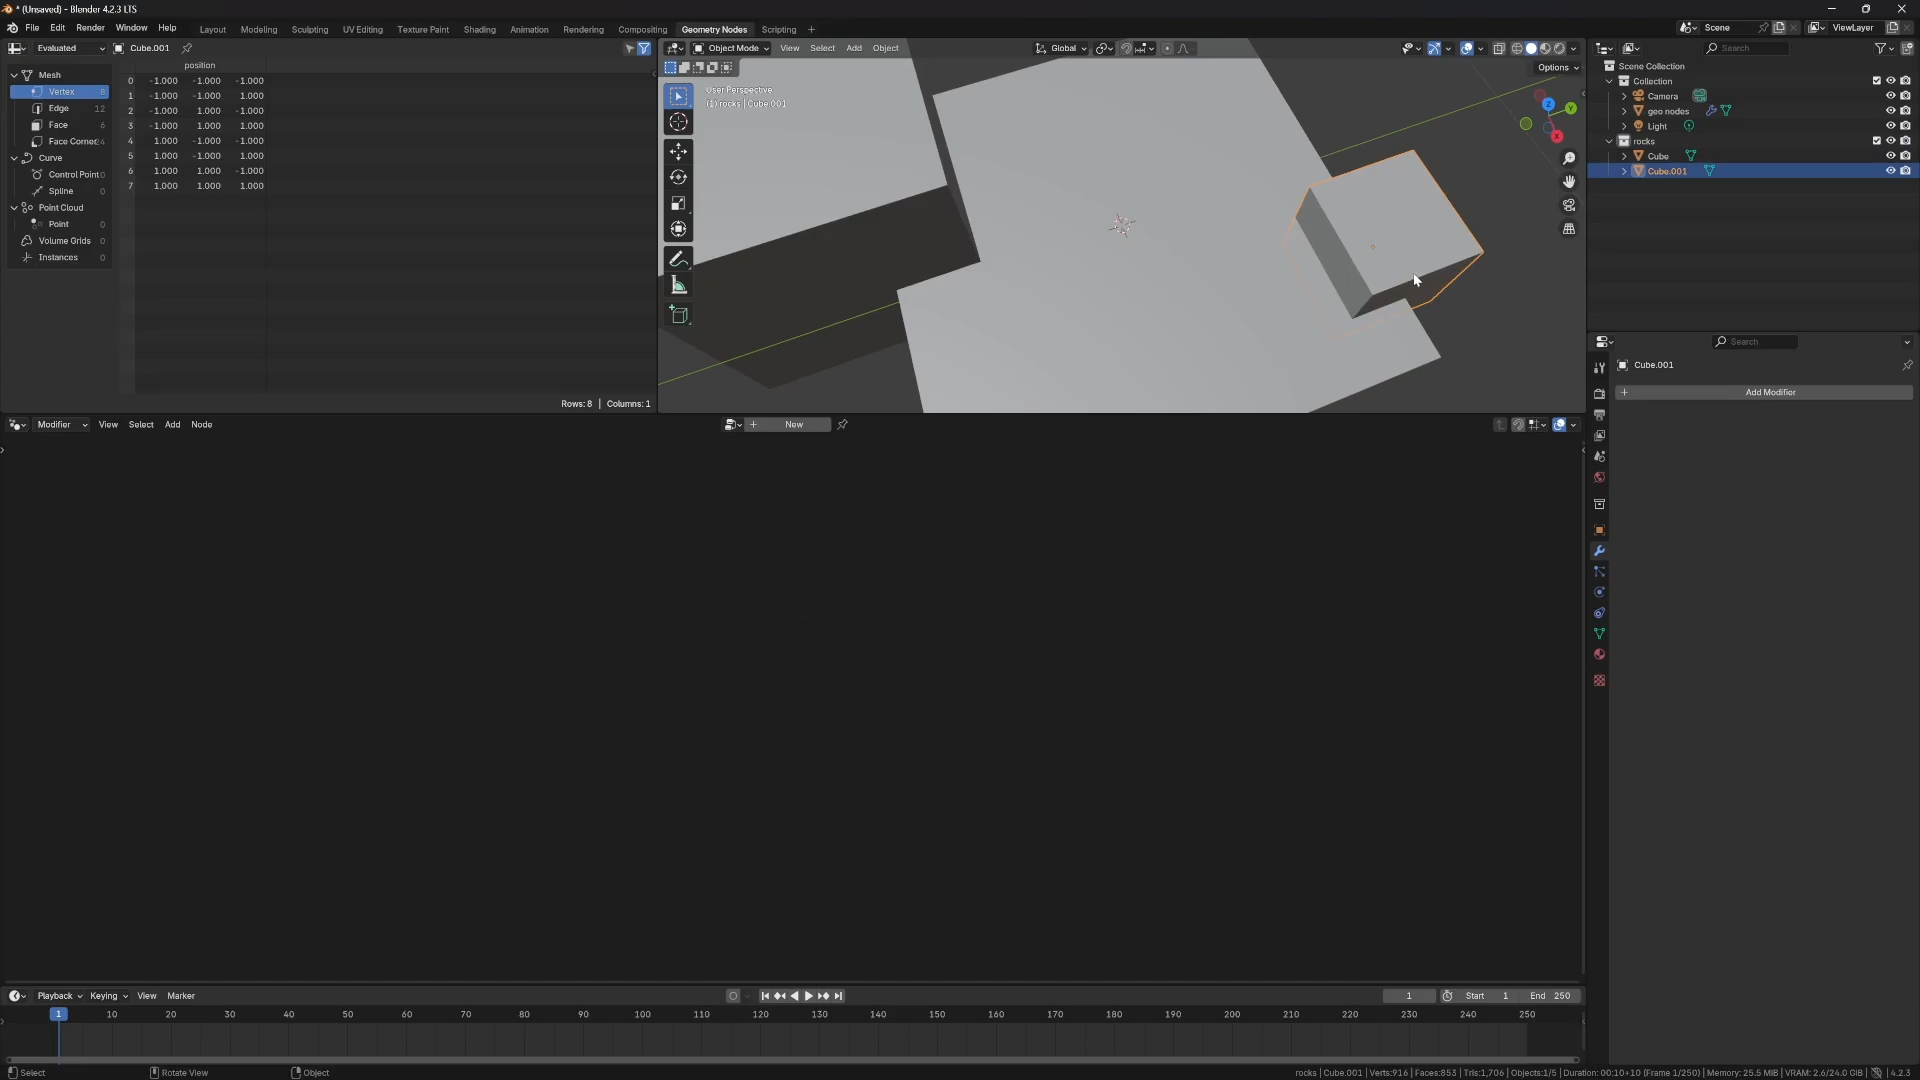 * (Unsaved) - Blender 4.2.3 LTS
File Edit Render Window Help Layout Modeling Sculpting UV Editing Texture Paint Shading Animation Rendering Compositing Geometry Nodes Scripting + Scene ViewLayer
Evaluated Cube.001
position
Mesh
Vertex 8
Edge 12
Face 6
Face Corner 24
Curve
Control Point 0
Spline 0
Point Cloud
Point 0
Volume Grids 0
Instances 0
0 -1.000 -1.000 -1.000
1 -1.000 -1.000 1.000
2 -1.000 1.000 -1.000
3 -1.000 1.000 1.000
4 1.000 -1.000 -1.000
5 1.000 -1.000 1.000
6 1.000 1.000 -1.000
7 1.000 1.000 1.000
Rows: 8 | Columns: 1
Object Mode View Select Add Object Global
Options
User Perspective
(1) rocks | Cube.001
Z
Y
X
Search
Scene Collection
Collection
Camera
geo nodes
Light
rocks
Cube
Cube.001
Search
Cube.001
+ Add Modifier
Modifier View Select Add Node + New
Playback Keying View Marker 1 Start 1 End 250
1 10 20 30 40 50 60 70 80 90 100 110 120 130 140 150 160 170 180 190 200 210 220 230 240 250
Select Rotate View Object rocks | Cube.001 | Verts:916 | Faces:853 | Tris:1,706 | Objects:1/5 | Duration: 00:10+10 (Frame 1/250) | Memory: 25.5 MiB | VRAM: 2.6/24.0 GiB | 4.2.3